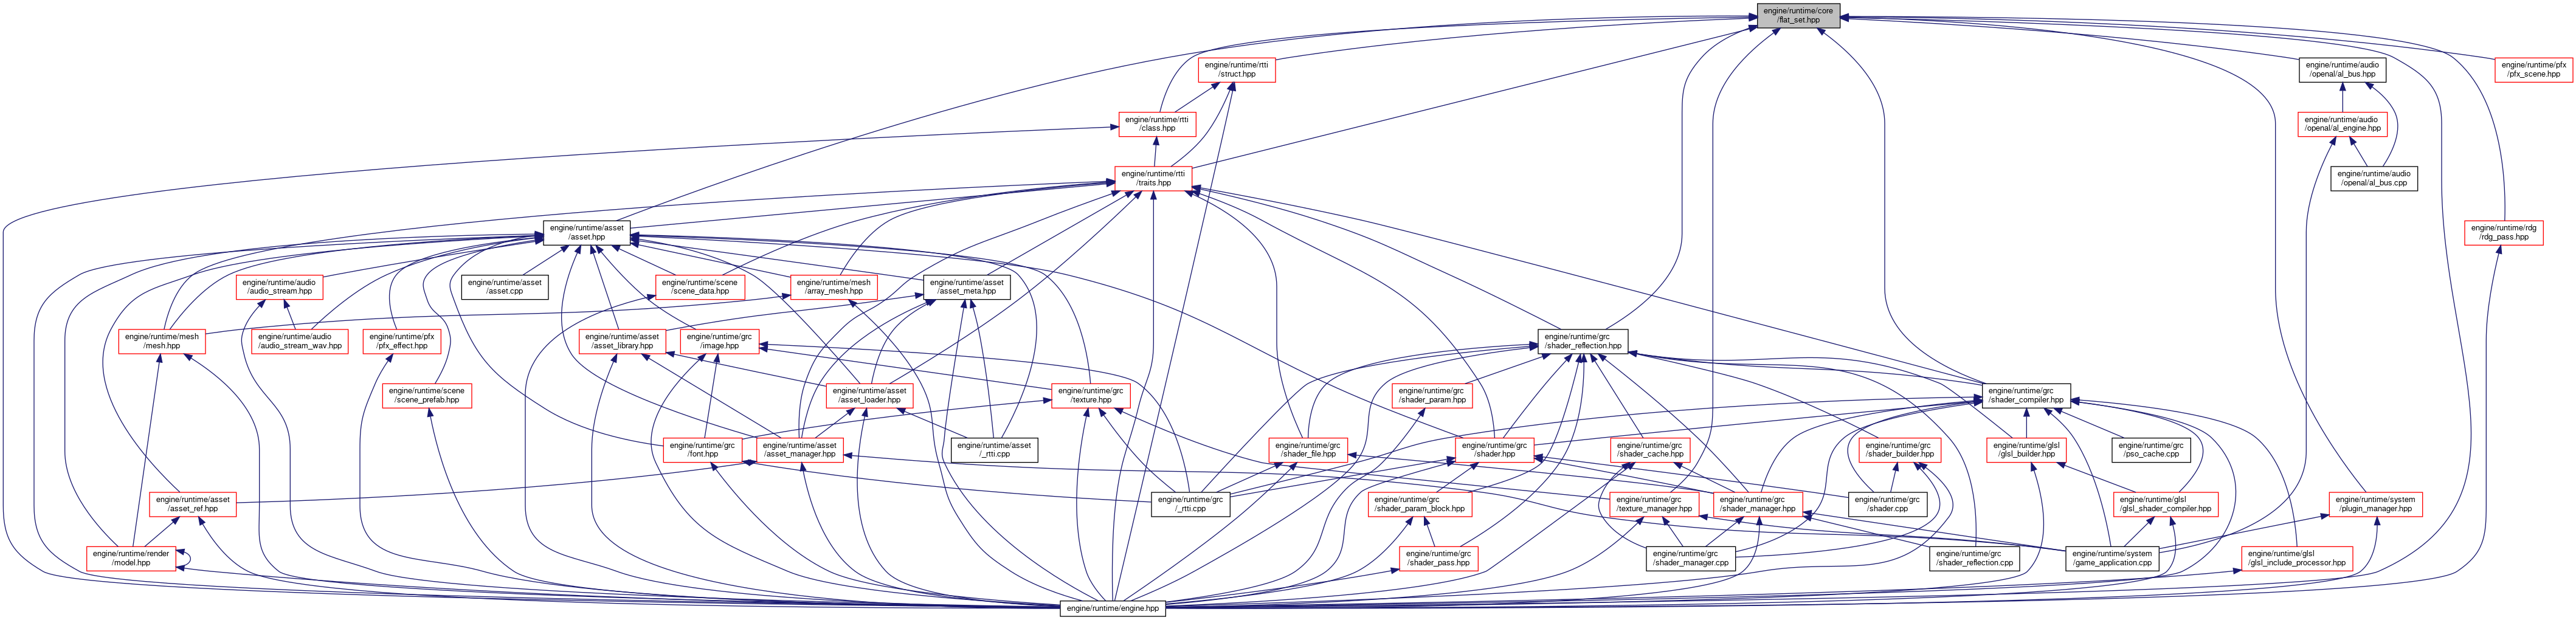 engine/runtime/core
/flat_set.hpp
engine/runtime/rtti
/struct.hpp
engine/runtime/audio
/openal/al_bus.hpp
engine/runtime/pfx
/pfx_scene.hpp
engine/runtime/rtti
/class.hpp
engine/runtime/audio
/openal/al_engine.hpp
engine/runtime/rtti
/traits.hpp
engine/runtime/audio
/openal/al_bus.cpp
engine/runtime/asset
/asset.hpp
engine/runtime/rdg
/rdg_pass.hpp
engine/runtime/audio
/audio_stream.hpp
engine/runtime/asset
/asset.cpp
engine/runtime/scene
/scene_data.hpp
engine/runtime/mesh
/array_mesh.hpp
engine/runtime/asset
/asset_meta.hpp
engine/runtime/mesh
/mesh.hpp
engine/runtime/audio
/audio_stream_wav.hpp
engine/runtime/pfx
/pfx_effect.hpp
engine/runtime/asset
/asset_library.hpp
engine/runtime/grc
/image.hpp
engine/runtime/grc
/shader_reflection.hpp
engine/runtime/scene
/scene_prefab.hpp
engine/runtime/asset
/asset_loader.hpp
engine/runtime/grc
/texture.hpp
engine/runtime/grc
/shader_param.hpp
engine/runtime/grc
/shader_compiler.hpp
engine/runtime/grc
/font.hpp
engine/runtime/asset
/asset_manager.hpp
engine/runtime/asset
/_rtti.cpp
engine/runtime/grc
/shader_file.hpp
engine/runtime/grc
/shader.hpp
engine/runtime/grc
/shader_cache.hpp
engine/runtime/grc
/shader_builder.hpp
engine/runtime/glsl
/glsl_builder.hpp
engine/runtime/grc
/pso_cache.cpp
engine/runtime/asset
/asset_ref.hpp
engine/runtime/grc
/_rtti.cpp
engine/runtime/grc
/shader_param_block.hpp
engine/runtime/grc
/texture_manager.hpp
engine/runtime/grc
/shader_manager.hpp
engine/runtime/grc
/shader.cpp
engine/runtime/glsl
/glsl_shader_compiler.hpp
engine/runtime/system
/plugin_manager.hpp
engine/runtime/render
/model.hpp
engine/runtime/grc
/shader_pass.hpp
engine/runtime/grc
/shader_manager.cpp
engine/runtime/grc
/shader_reflection.cpp
engine/runtime/system
/game_application.cpp
engine/runtime/glsl
/glsl_include_processor.hpp
engine/runtime/engine.hpp